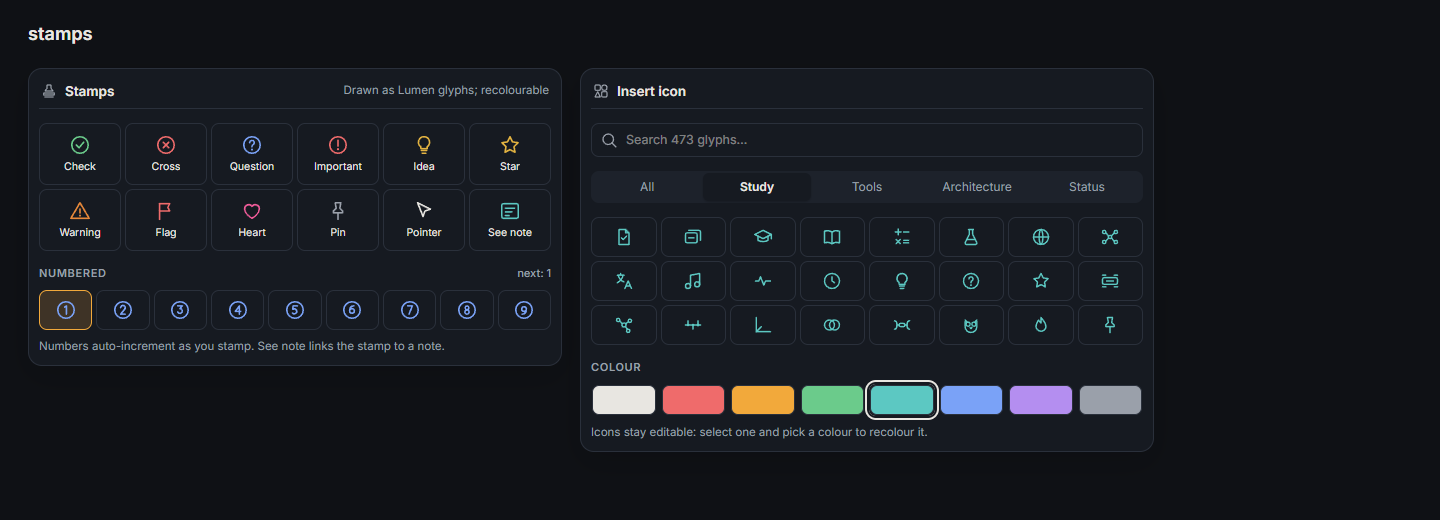 stamps
Stamps
Drawn as Lumen glyphs; recolourable
Check
Cross
Question
Important
Idea
Star
Warning
Flag
Heart
Pin
Pointer
See note
NUMBERED
next: 1
1
2
3
4
5
6
7
8
9
Numbers auto-increment as you stamp. See note links the stamp to a note.
Insert icon
Search 473 glyphs...
All
Study
Tools
Architecture
Status
COLOUR
Icons stay editable: select one and pick a colour to recolour it.